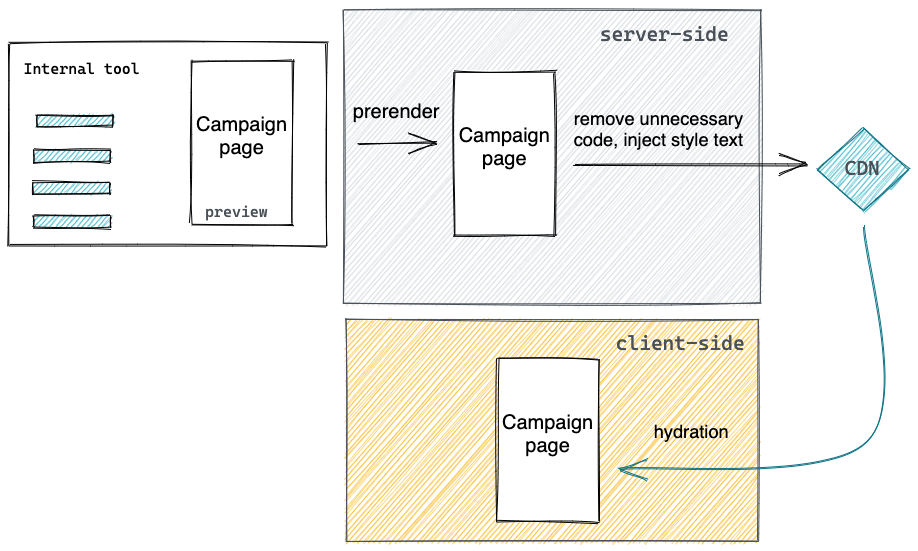 Internal tool
Campaign
page
preview
server-side
prerender
Campaign
page
remove unnecessary
code, inject style text
CDN
client-side
Campaign
page
hydration